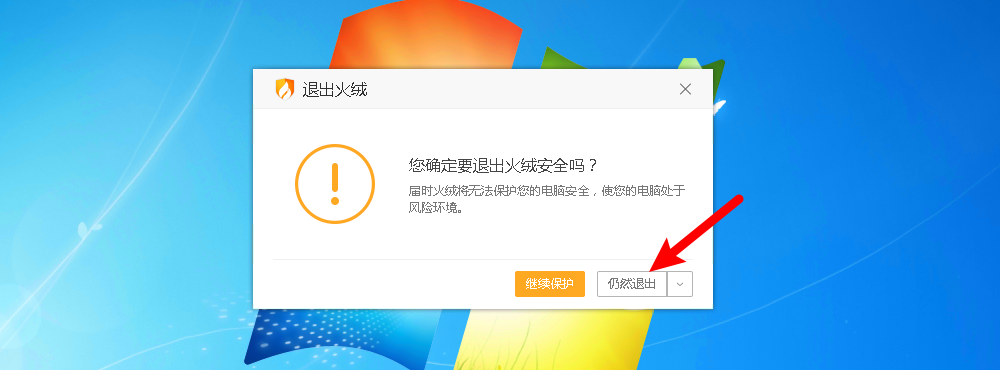 退出火绒
您确定要退出火绒安全吗？
届时火绒将无法保护您的电脑安全，使您的电脑处于
风险环境。
继续保护
仍然退出